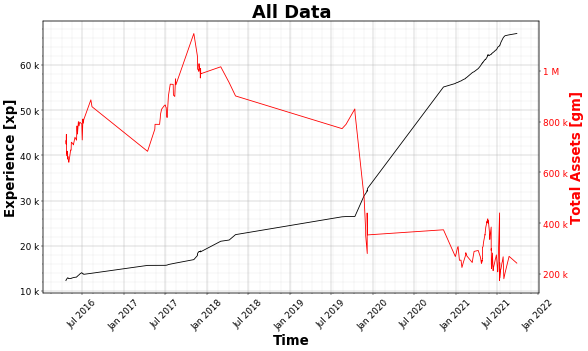 All Data
Experience [xp]
60 k
50 k
40 k
30 k
20 k
10 k
1 M
800 k
600 k
400 k
200 k
Total Assets [gm]
Jul 2016
Jan 2017
Jul 2017
Jan 2018
Jul 2018
Jan 2019
Jul 2019
Jan 2020
Jul 2020
Jan 2021
Jul 2021
Jan 2022
Time